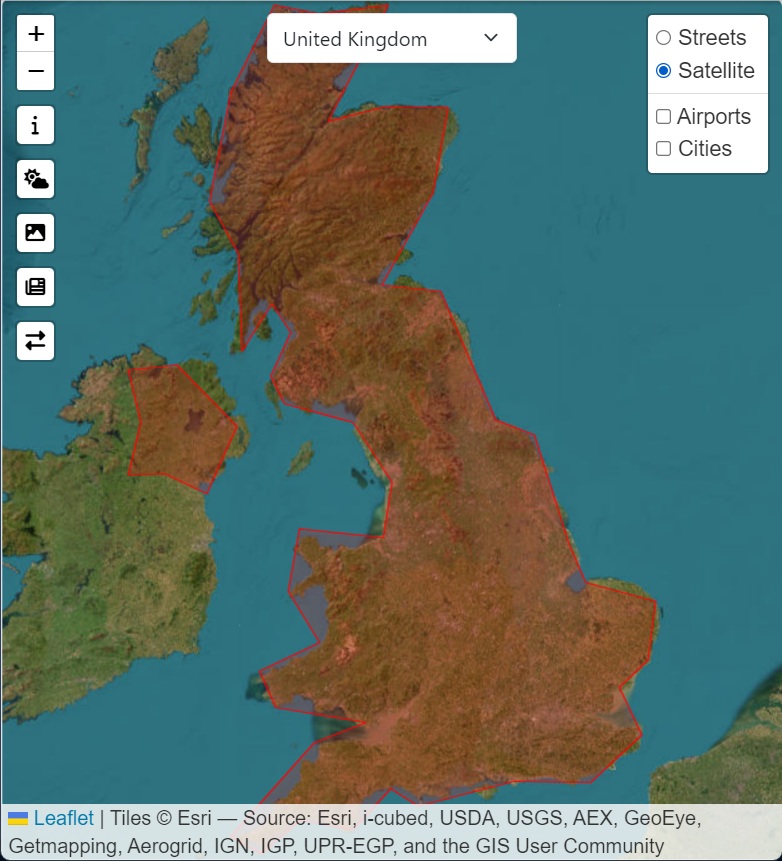 +
United Kingdom
Streets
−
Satellite
i
Airports
Cities
Leaflet | Tiles © Esri — Source: Esri, i-cubed, USDA, USGS, AEX, GeoEye,
Getmapping, Aerogrid, IGN, IGP, UPR-EGP, and the GIS User Community